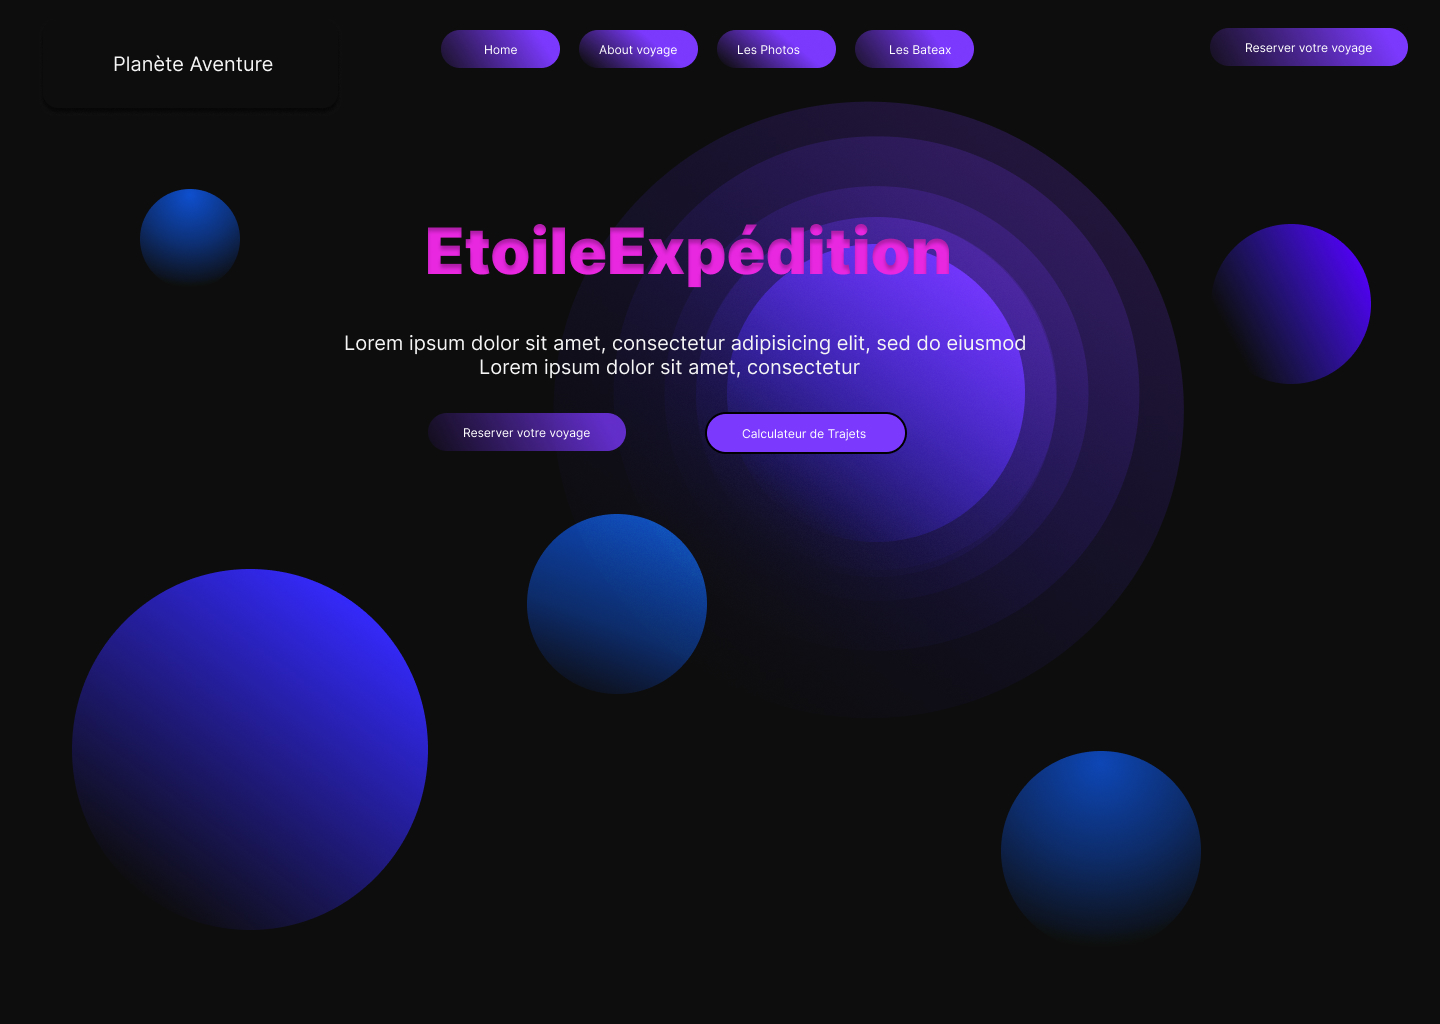 Planète Aventure
Home
About voyage
Les Photos
Les Bateax
Reserver votre voyage
EtoileExpédition
Lorem ipsum dolor sit amet, consectetur adipisicing elit, sed do eiusmod
Lorem ipsum dolor sit amet, consectetur
Reserver votre voyage
Calculateur de Trajets